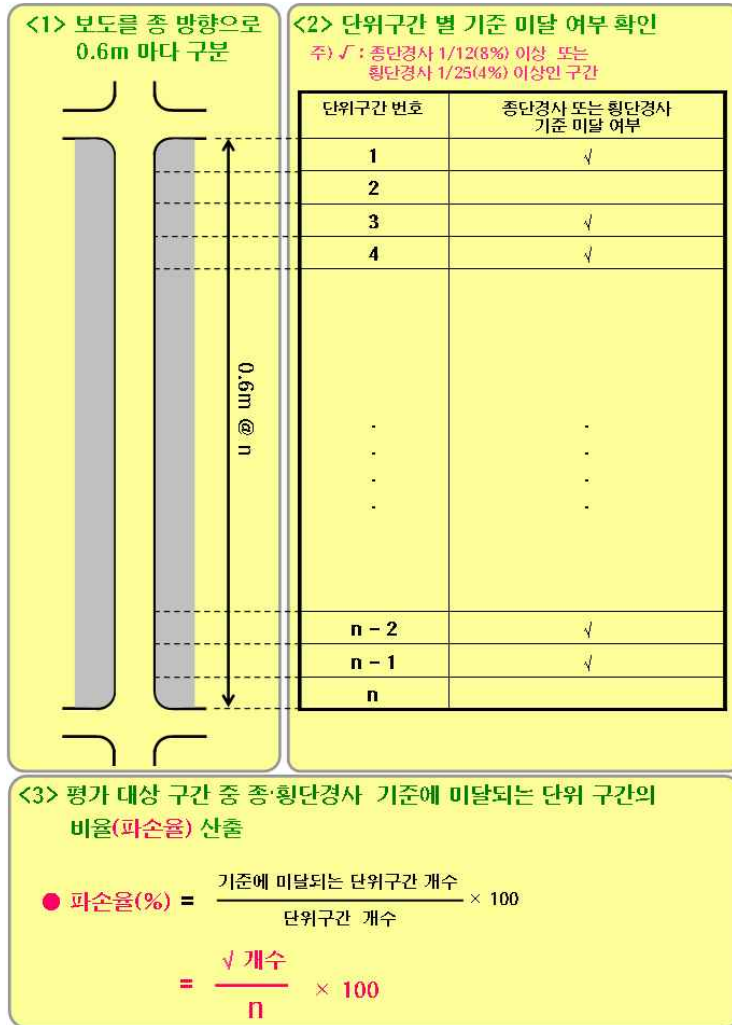 <1> 보도를 종 방향으로
0.6m 마다 구분
0.6m @ n
<2> 단위구간 별 기준 미달 여부 확인
주) √ : 종단경사 1/12(8%) 이상 또는
횡단경사 1/25(4%) 이상인 구간
단위구간 번호
종단경사 또는 횡단경사
기준 미달 여부
1 √
2
3 √
4 √
. .
. .
. .
. .
n - 2 √
n - 1 √
n
<3> 평가 대상 구간 중 종·횡단경사 기준에 미달되는 단위 구간의
비율(파손율) 산출
● 파손율(%) = 기준에 미달되는 단위구간 개수 × 100
단위구간 개수
= √ 개수 × 100
n